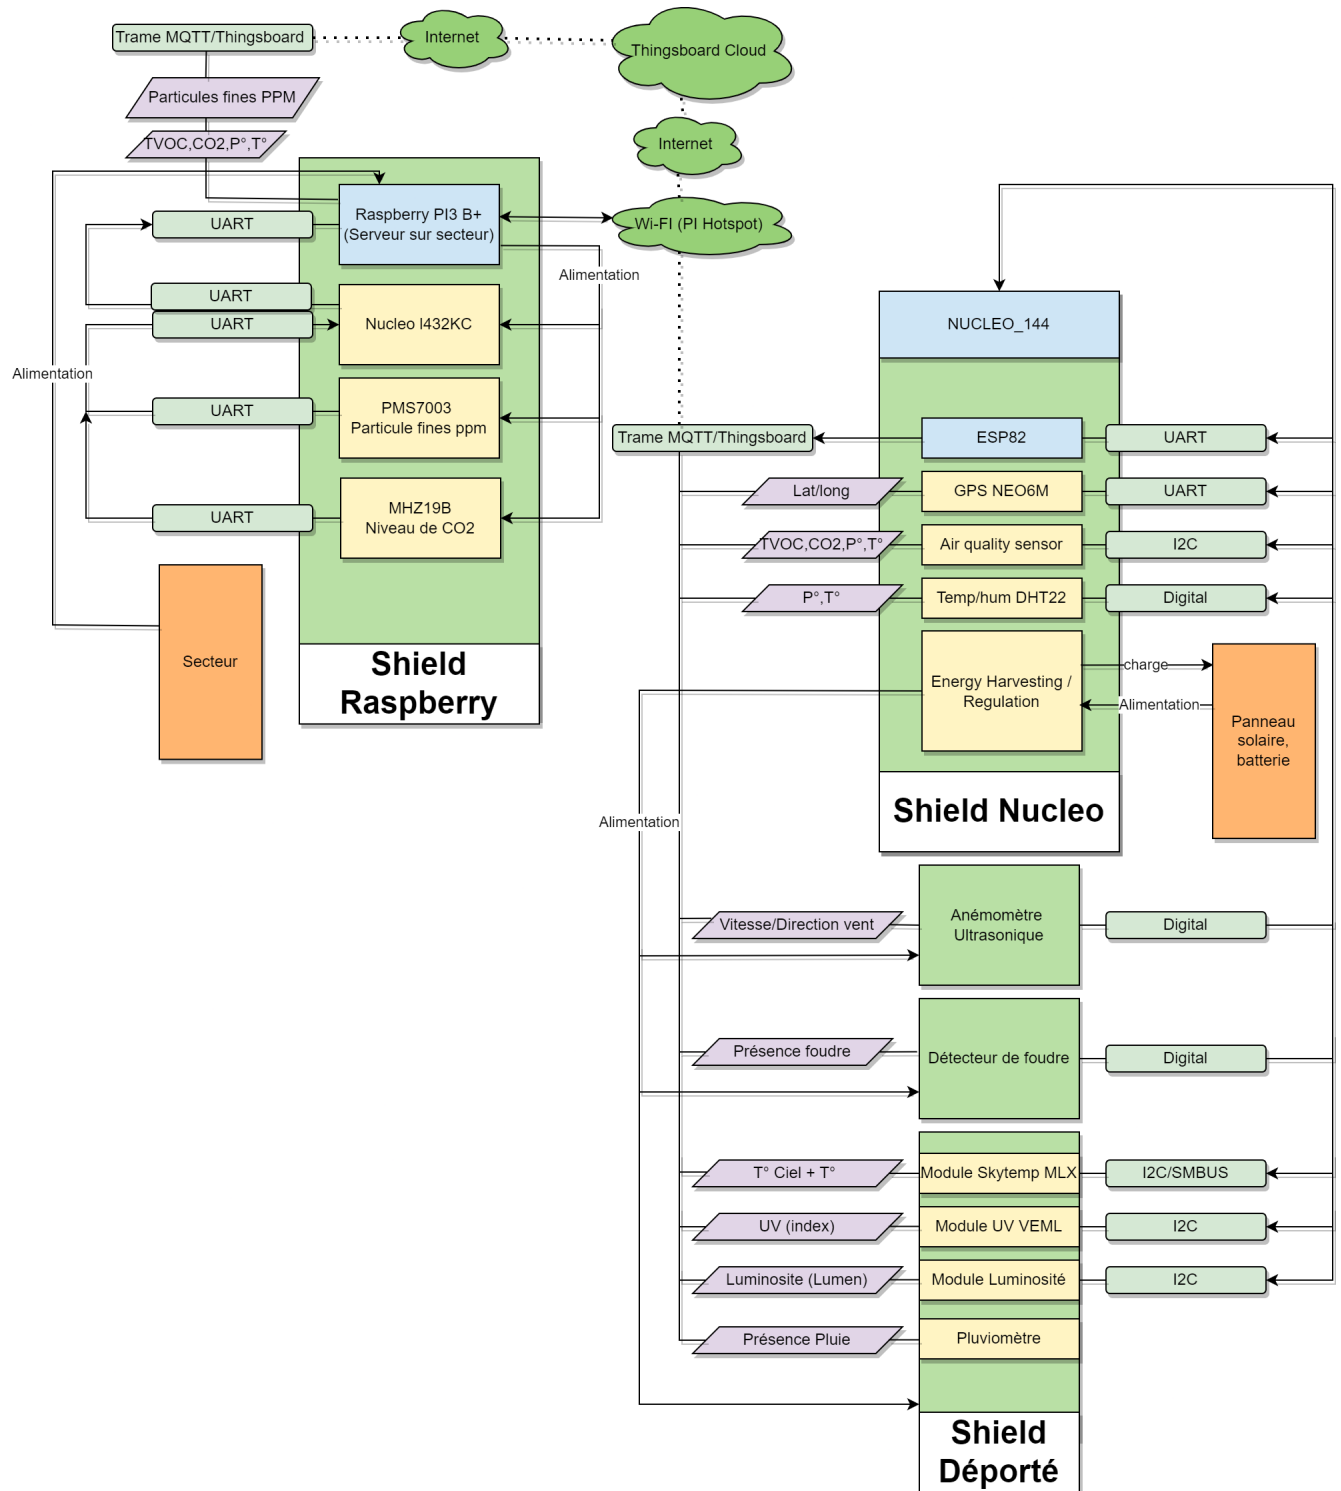 Trame MQTT/Thingsboard
Internet
Thingsboard Cloud
Particules fines PPM
TVOC,CO2,P°,T°
Internet
Raspberry PI3 B+
(Serveur sur secteur)
UART
Wi-FI (PI Hotspot)
Alimentation
UART
UART
Nucleo I432KC
Alimentation
PMS7003
Particule fines ppm
UART
MHZ19B
Niveau de CO2
UART
Secteur
Shield
Raspberry
NUCLEO_144
Trame MQTT/Thingsboard
ESP82
UART
Lat/long
GPS NEO6M
UART
TVOC,CO2,P°,T°
Air quality sensor
I2C
P°,T°
Temp/hum DHT22
Digital
Energy Harvesting /
Regulation
charge
Alimentation
Panneau
solaire,
batterie
Shield Nucleo
Alimentation
Vitesse/Direction vent
Anémomètre
Ultrasonique
Digital
Présence foudre
Détecteur de foudre
Digital
T° Ciel + T°
Module Skytemp MLX
I2C/SMBUS
UV (index)
Module UV VEML
I2C
Luminosite (Lumen)
Module Luminosité
I2C
Présence Pluie
Pluviomètre
Shield
Déporté